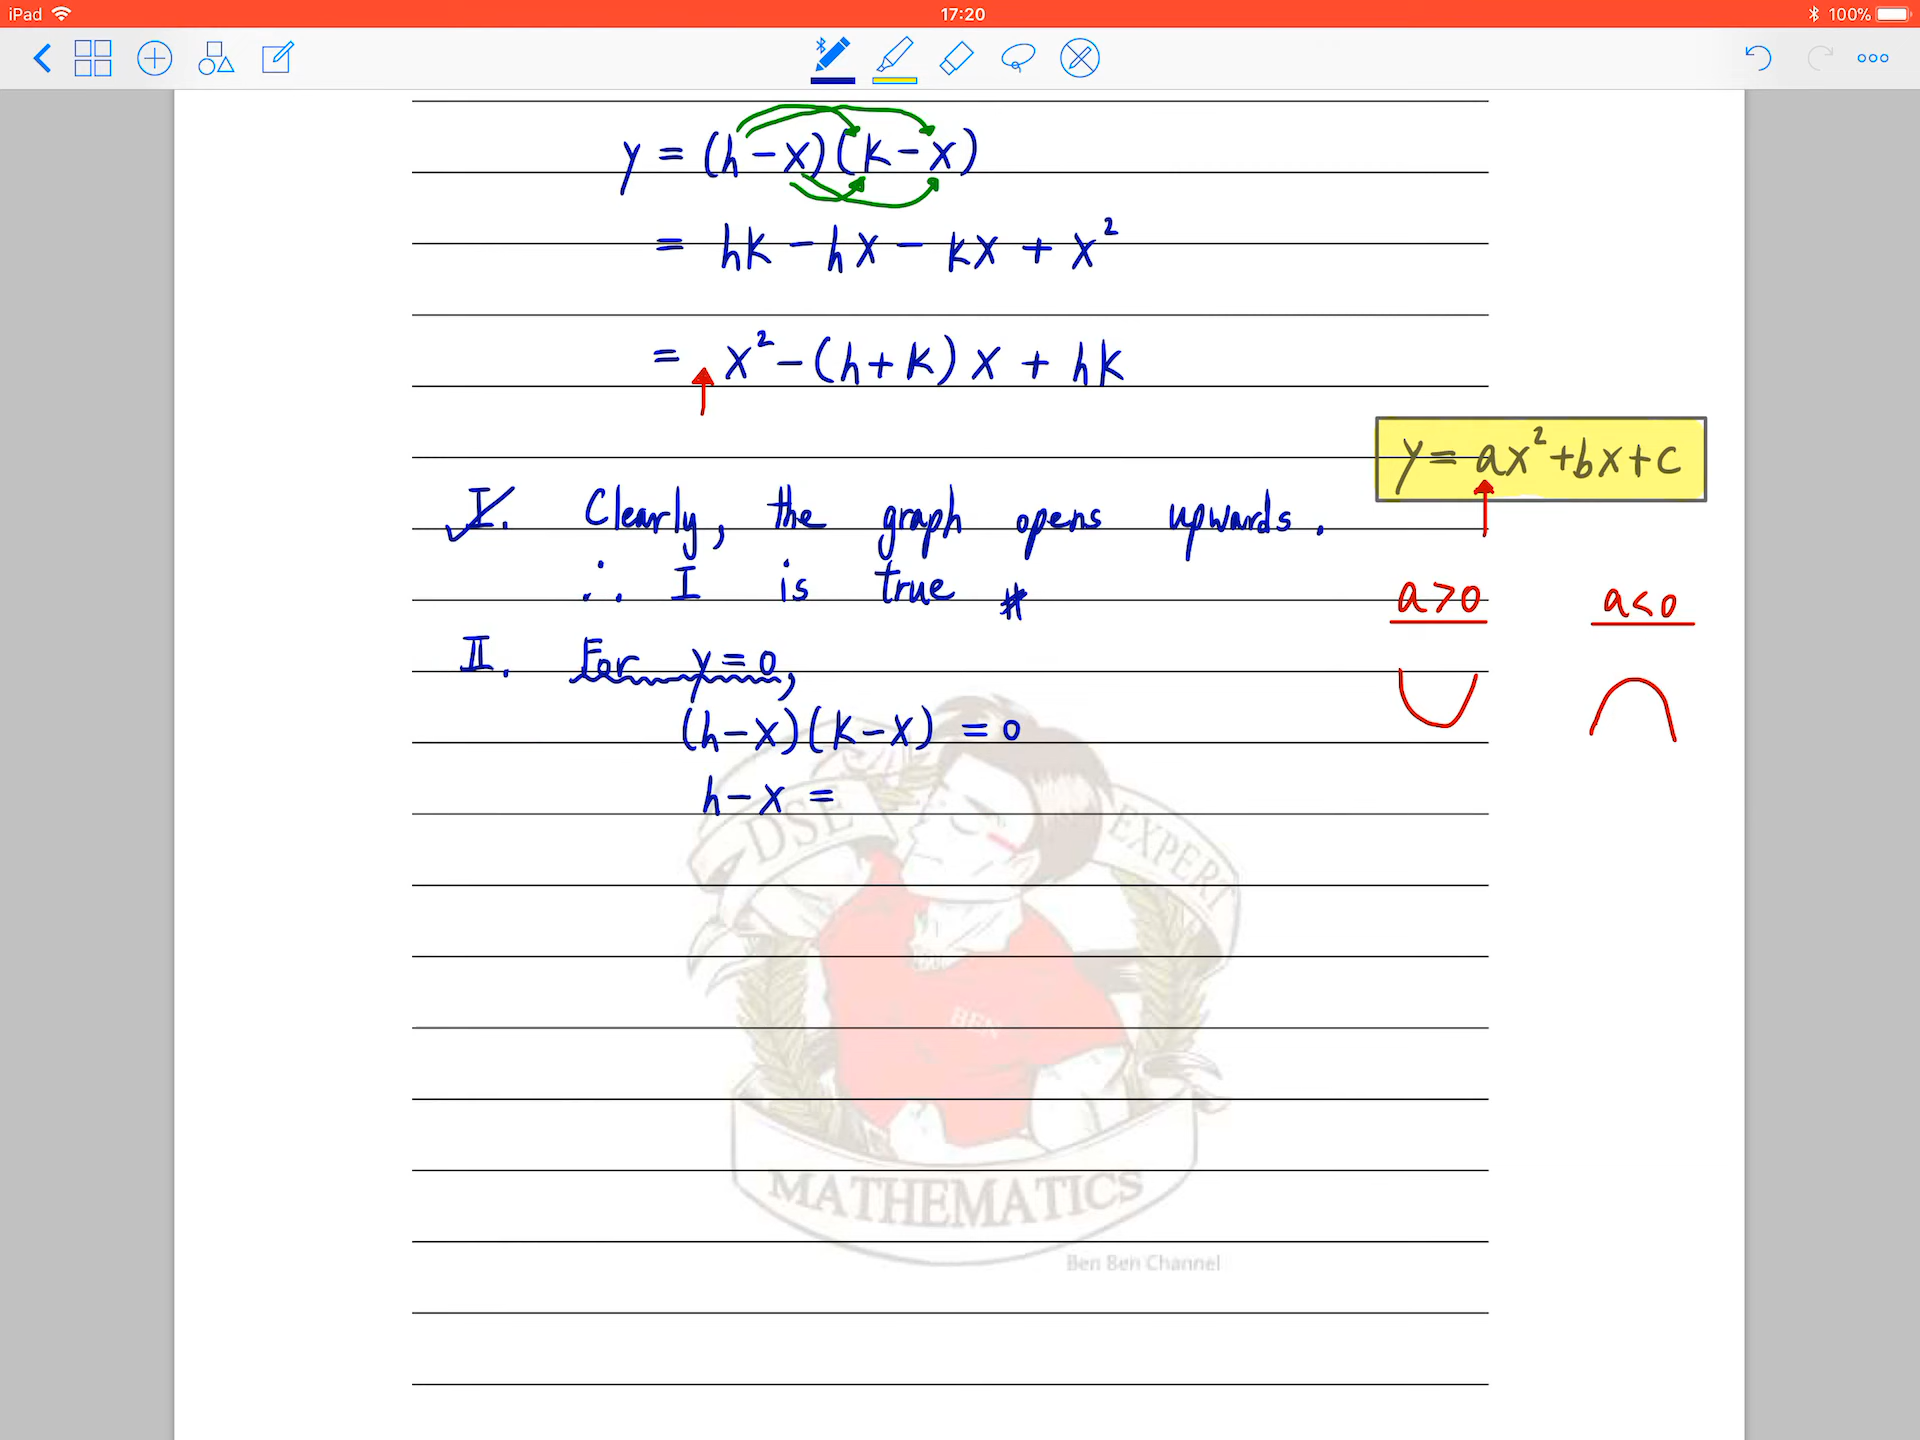 iPad 17:20 100%
y = (h - x)(k - x)
= hk - hx - kx + x²
= x² - (h + k) x + hk
y = ax² + bx + c
I. Clearly, the graph opens upwards.
∴ I is true #
a > 0 a < 0
II. For y = 0,
(h - x)(k - x) = 0
h - x =
DSE EXPERT
BEN
MATHEMATICS
Ben Ben Channel